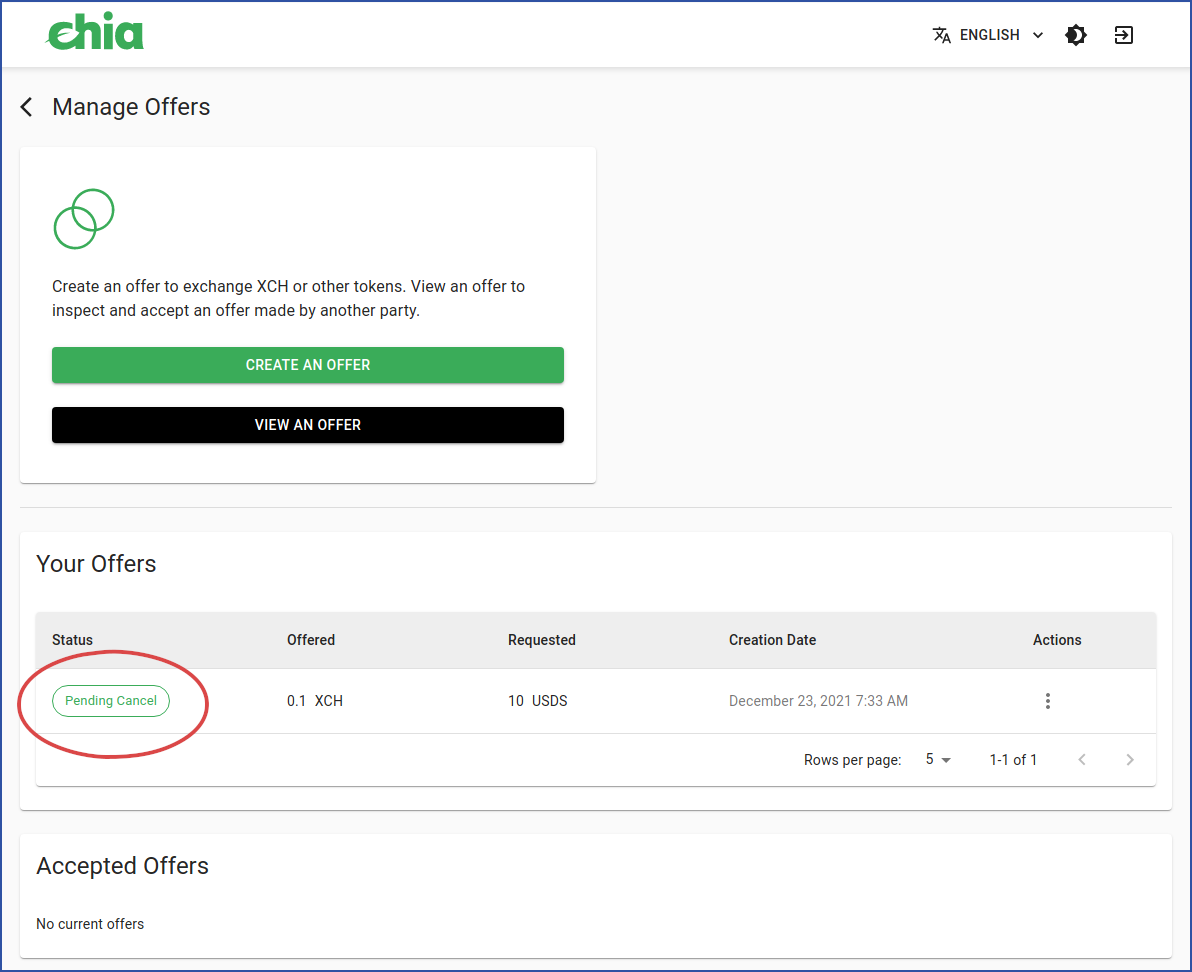 chia
ENGLISH
Manage Offers
Create an offer to exchange XCH or other tokens. View an offer to
inspect and accept an offer made by another party.
CREATE AN OFFER
VIEW AN OFFER
Your Offers
Status Offered Requested Creation Date Actions
Pending Cancel 0.1 XCH 10 USDS December 23, 2021 7:33 AM
Rows per page: 5 1-1 of 1
Accepted Offers
No current offers